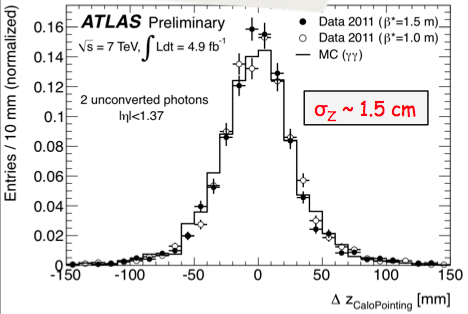 ATLAS Preliminary
√s = 7 TeV, ∫ Ldt = 4.9 fb⁻¹
2 unconverted photons
|η|<1.37
Data 2011 (β*=1.5 m)
Data 2011 (β*=1.0 m)
MC (γγ)
σ_Z ~ 1.5 cm
Entries / 10 mm (normalized)
0.16
0.14
0.12
0.1
0.08
0.06
0.04
0.02
0
-150 -100 -50 0 50 100 150
Δ z_CaloPointing [mm]